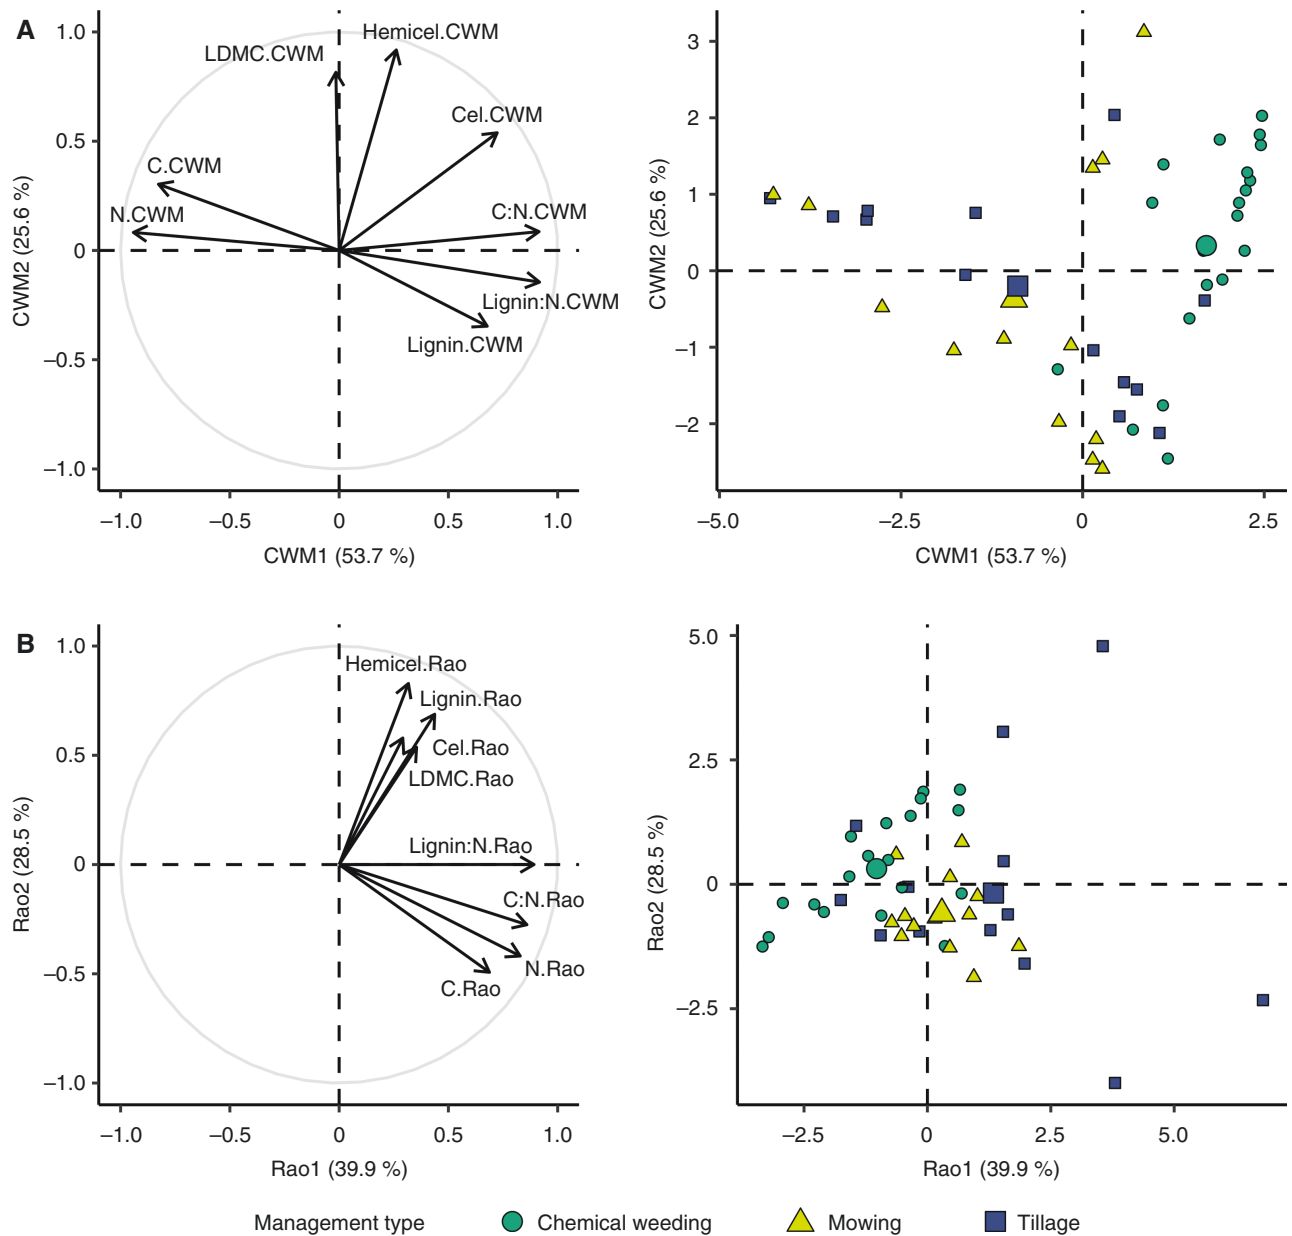 A
1.0
0.5
0
−0.5
−1.0
CWM2 (25.6 %)
Hemicel.CWM
LDMC.CWM
Cel.CWM
C.CWM
N.CWM
C:N.CWM
Lignin:N.CWM
Lignin.CWM
−1.0 −0.5 0 0.5 1.0
CWM1 (53.7 %)
3
2
1
0
−1
−2
CWM2 (25.6 %)
−5.0 −2.5 0 2.5
CWM1 (53.7 %)
B
1.0
0.5
0
−0.5
−1.0
Rao2 (28.5 %)
Hemicel.Rao
Lignin.Rao
Cel.Rao
LDMC.Rao
Lignin:N.Rao
C:N.Rao
N.Rao
C.Rao
−1.0 −0.5 0 0.5 1.0
Rao1 (39.9 %)
5.0
2.5
0
−2.5
Rao2 (28.5 %)
−2.5 0 2.5 5.0
Rao1 (39.9 %)
Management type Chemical weeding Mowing Tillage